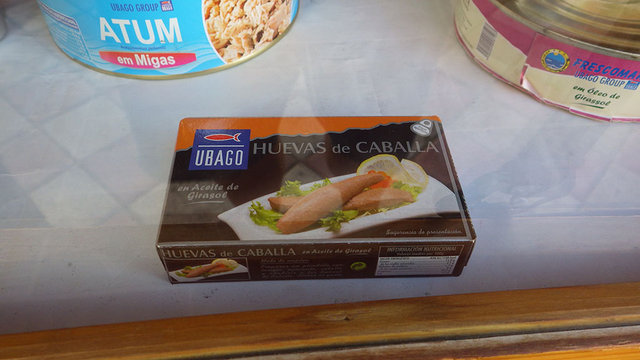 UBAGO GROUP
ATUM
em Migas
FRESCOMAR
UBAGO GROUP
em Óleo de
Girassol
UBAGO
HUEVAS de CABALLA
en Aceite de
Girasol
Sugerencia de presentación
HUEVAS de CABALLA en Aceite de Girasol
INFORMACIÓN NUTRICIONAL